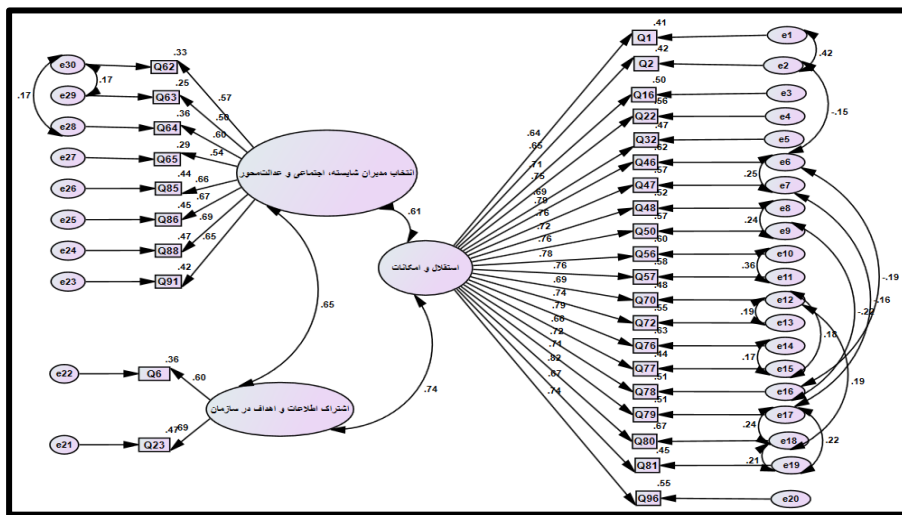 .33
e30
Q62
.17
.25
e29
Q63
.57
.17
.36
.50
e28
Q64
.60
.29
.54
e27
Q65
.44
.66
e26
Q85
.67
.45
e25
Q86
.69
.47
e24
Q88
.65
.42
e23
Q91
انتخاب مدیران شایسته، اجتماعی و عدالت‌محور
.61
.65
استقلال و امکانات
.74
.36
e22
Q6
.60
اشتراک اطلاعات و اهداف در سازمان
.47
.69
e21
Q23
.41
Q1
e1
.42
.42
Q2
e2
.50
Q16
e3
-.15
.56
Q22
e4
.47
Q32
e5
.62
Q46
e6
.57
.25
Q47
e7
.52
Q48
e8
.57
.24
Q50
e9
.60
Q56
e10
.58
.36
Q57
e11
.48
Q70
e12
.55
.19
Q72
e13
.63
.18
Q76
e14
.44
.17
Q77
e15
.51
Q78
e16
.51
Q79
e17
.67
.24
Q80
e18
.45
.21
Q81
e19
.22
.55
Q96
e20
-.19
-.16
-.22
.19
.64
.65
.71
.75
.69
.79
.76
.72
.76
.78
.76
.69
.74
.79
.66
.72
.71
.82
.67
.74